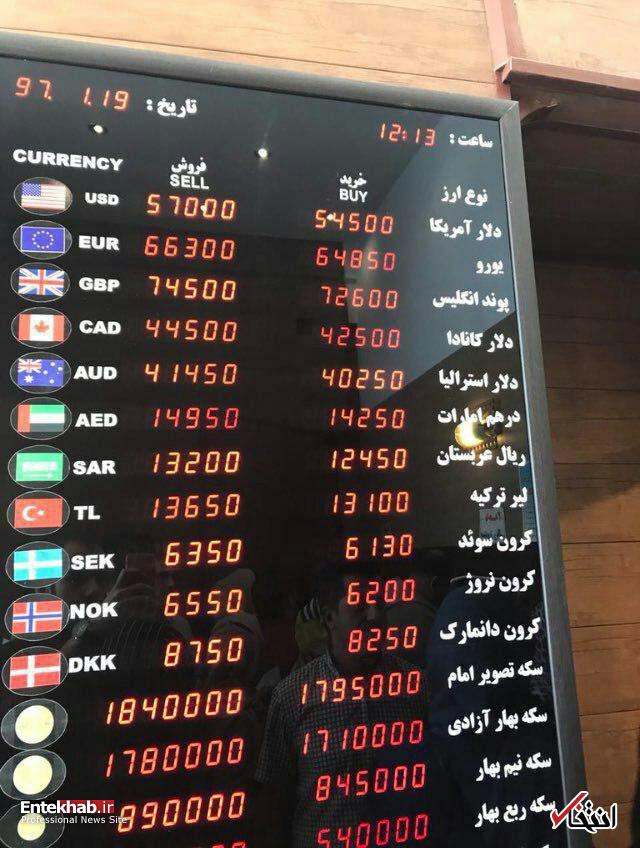 ساعت : 12:13 تاریخ : 97. 1.19
نوع ارز خرید فروش
CURRENCY SELL BUY
USD 57000 54500 دلار آمریکا
EUR 66300 64850 یورو
GBP 74500 72600 پوند انگلیس
CAD 44500 42500 دلار کانادا
AUD 41450 40250 دلار استرالیا
AED 14950 14250 درهم امارات
SAR 13200 12450 ریال عربستان
TL 13650 13100 لیر ترکیه
SEK 6350 6130 کرون سوئد
NOK 6550 6200 کرون نروژ
DKK 8750 8250 کرون دانمارک
1840000 1795000 سکه تصویر امام
1780000 1710000 سکه بهار آزادی
890000 845000 سکه نیم بهار
540000 سکه ربع بهار
Entekhab.ir
Professional News Site
انتخاب